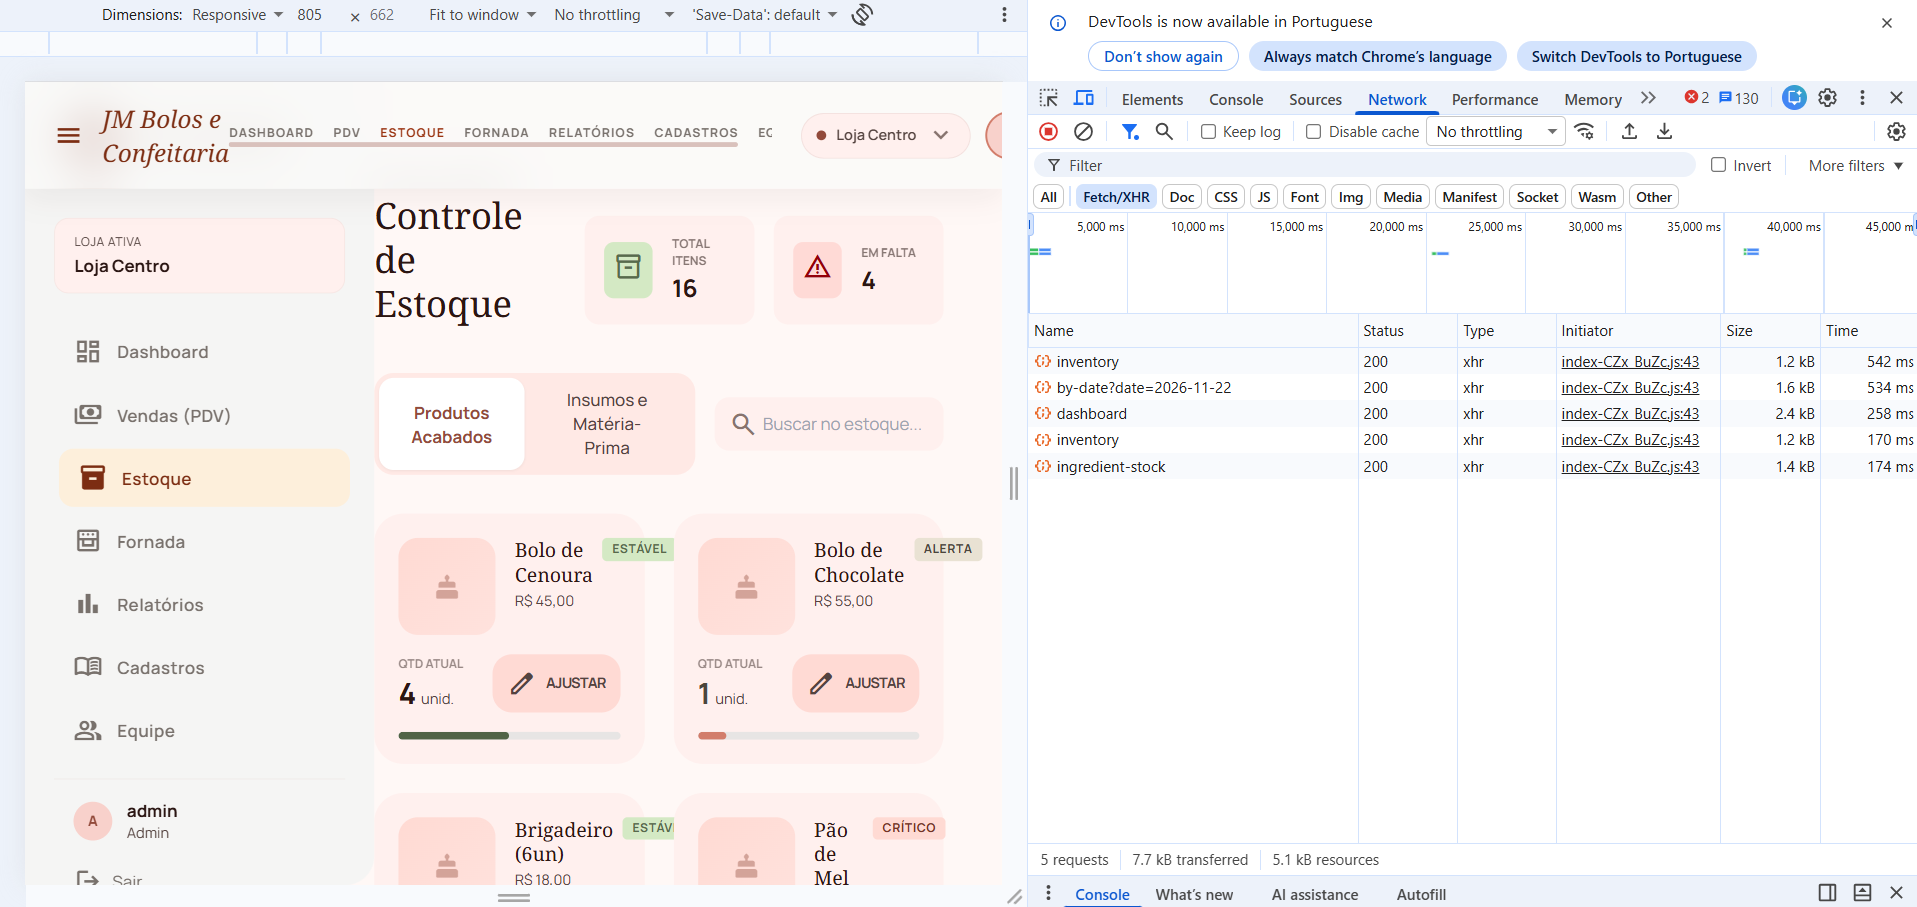 Dimensions: Responsive 805 × 662 Fit to window No throttling 'Save-Data': default
JM Bolos e
Confeitaria
DASHBOARD PDV ESTOQUE FORNADA RELATÓRIOS CADASTROS
Loja Centro
LOJA ATIVA
Loja Centro
Dashboard
Vendas (PDV)
Estoque
Fornada
Relatórios
Cadastros
Equipe
A
admin
Admin
Sair
Controle
de
Estoque
TOTAL
ITENS
16
EM FALTA
4
Produtos
Acabados
Insumos e
Matéria-
Prima
Buscar no estoque...
Bolo de
Cenoura
R$ 45,00
ESTÁVEL
QTD ATUAL
4 unid.
AJUSTAR
Bolo de
Chocolate
R$ 55,00
ALERTA
QTD ATUAL
1 unid.
AJUSTAR
Brigadeiro
(6un)
R$ 18,00
ESTÁV
Pão
de
Mel
CRÍTICO
DevTools is now available in Portuguese
Don't show again Always match Chrome's language Switch DevTools to Portuguese
Elements Console Sources Network Performance Memory 2 130
Keep log Disable cache No throttling
Filter Invert More filters
All Fetch/XHR Doc CSS JS Font Img Media Manifest Socket Wasm Other
5,000 ms 10,000 ms 15,000 ms 20,000 ms 25,000 ms 30,000 ms 35,000 ms 40,000 ms 45,000 m
Name Status Type Initiator Size Time
inventory 200 xhr index-CZx_BuZc.js:43 1.2 kB 542 ms
by-date?date=2026-11-22 200 xhr index-CZx_BuZc.js:43 1.6 kB 534 ms
dashboard 200 xhr index-CZx_BuZc.js:43 2.4 kB 258 ms
inventory 200 xhr index-CZx_BuZc.js:43 1.2 kB 170 ms
ingredient-stock 200 xhr index-CZx_BuZc.js:43 1.4 kB 174 ms
5 requests 7.7 kB transferred 5.1 kB resources
Console What's new AI assistance Autofill